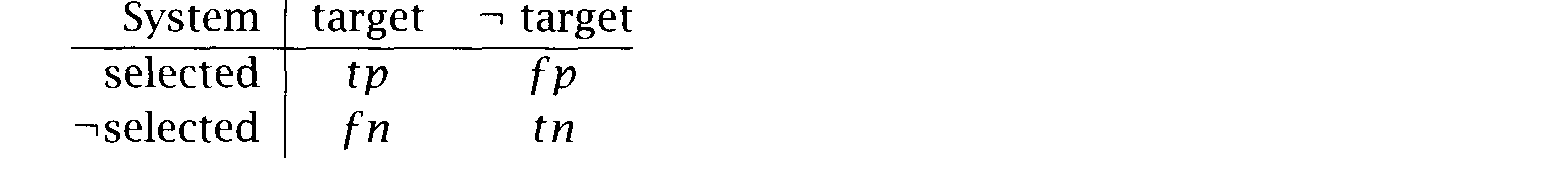 System target ¬ target
selected tp fp
¬selected fn tn